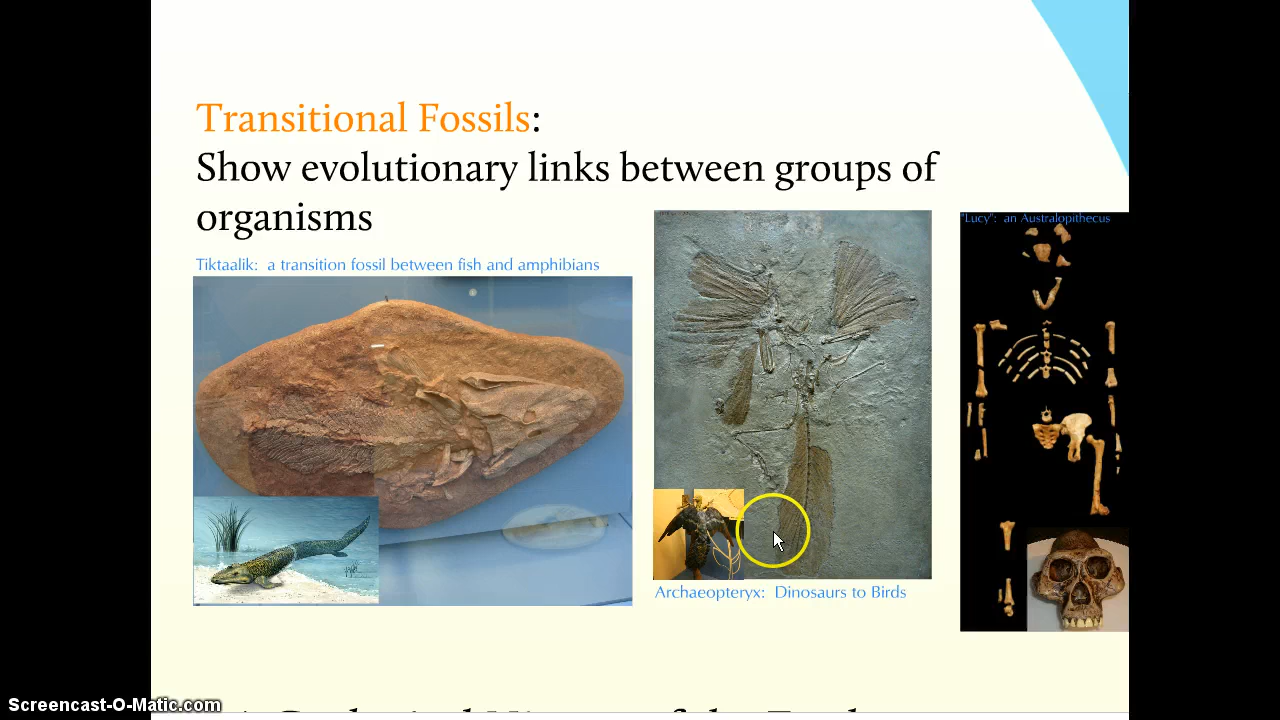 Transitional Fossils:
Show evolutionary links between groups of
organisms
Tiktaalik: a transition fossil between fish and amphibians
"Lucy": an Australopithecus
Archaeopteryx: Dinosaurs to Birds
Screencast-O-Matic.com